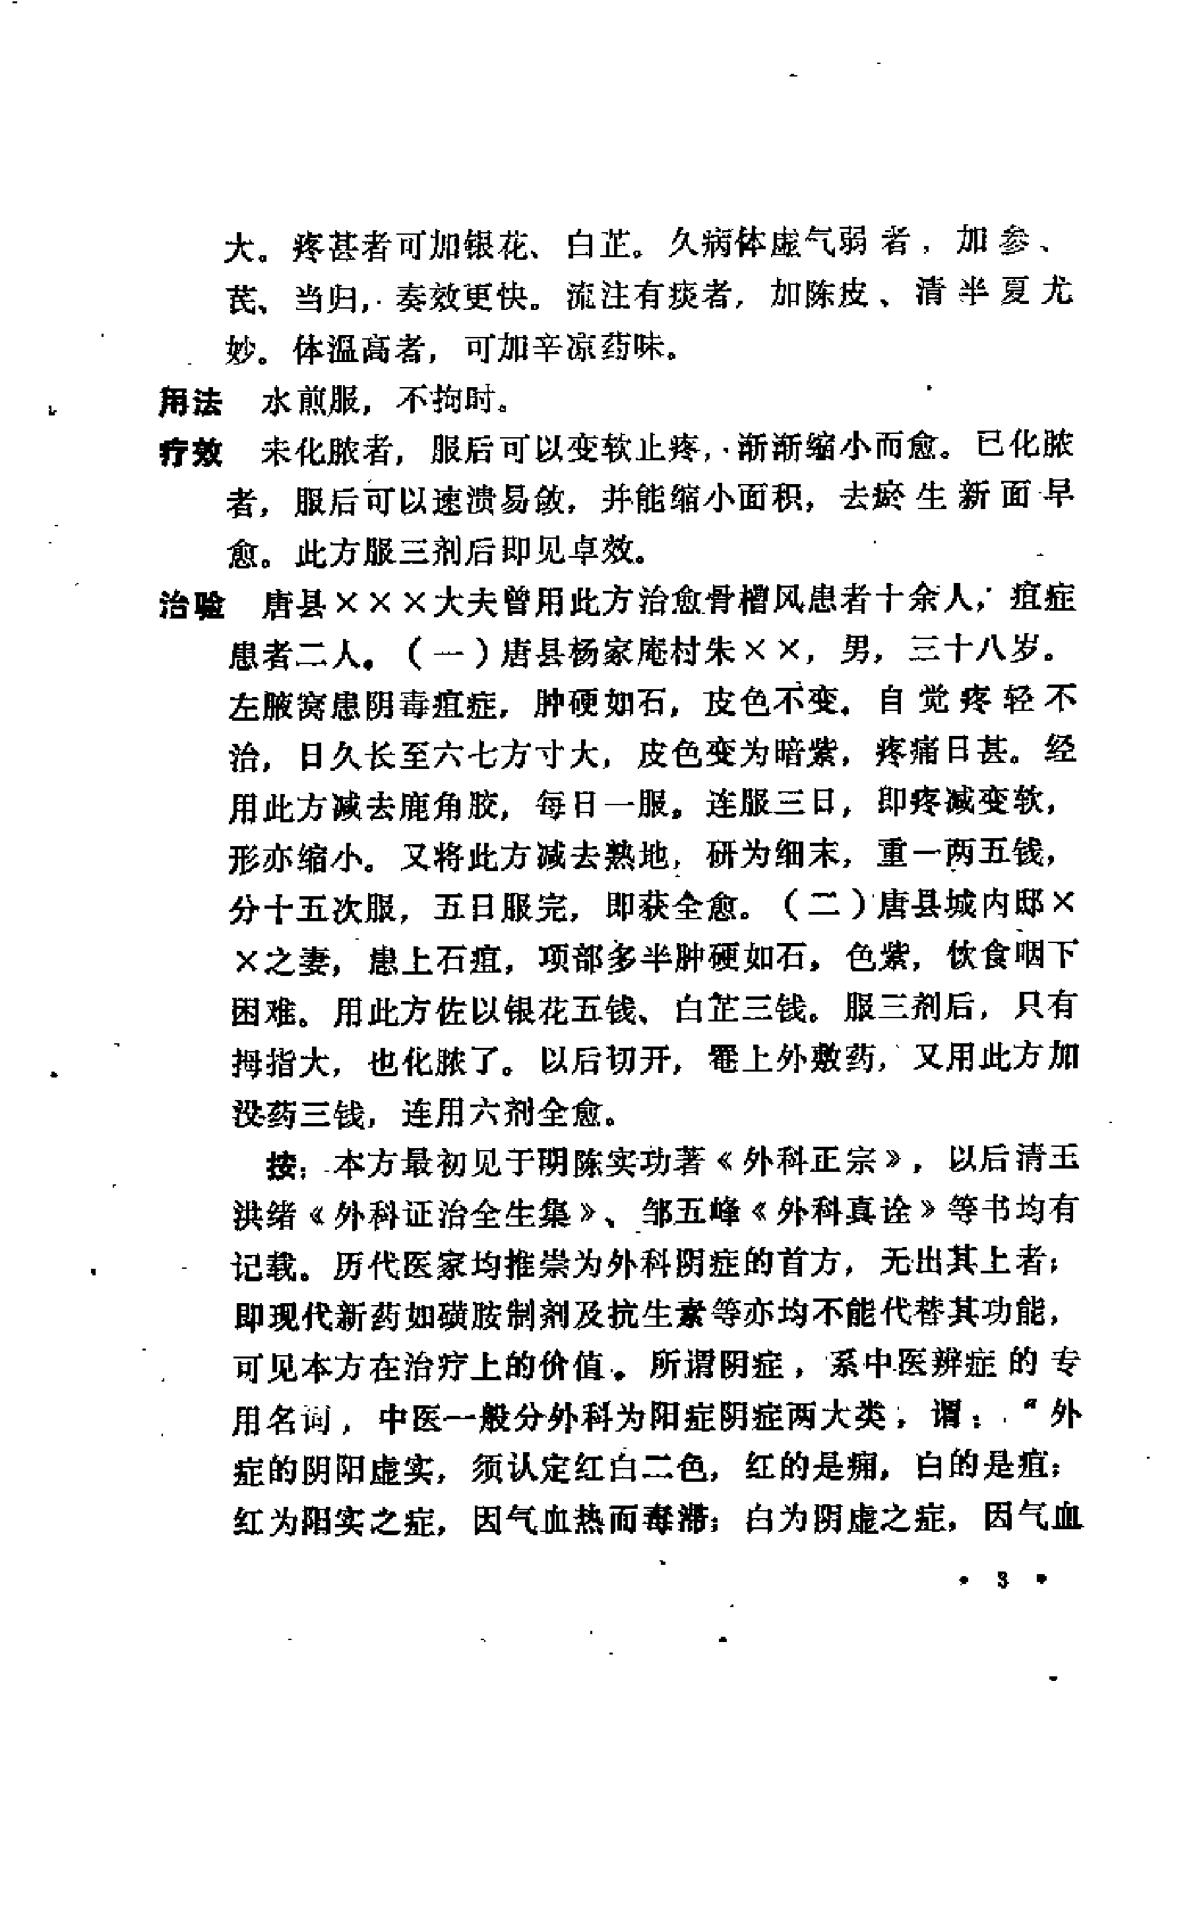 大。疼甚者可加银花、白芷。久病体虚气弱者，加参、
芪、当归，奏效更快。流注有痰者，加陈皮、清半夏尤
妙。体温高者，可加辛凉药味。
用法 水煎服，不拘时。
疗效 未化脓者，服后可以变软止疼，渐渐缩小而愈。已化脓
者，服后可以速溃易敛，并能缩小面积，去瘀生新面早
愈。此方服三剂后即见卓效。
治验 唐县×××大夫曾用此方治愈骨槽风患者十余人，疽症
患者二人。（一）唐县杨家庵村朱××，男，三十八岁。
左腋窝患阴毒疽症，肿硬如石，皮色不变。自觉疼轻不
治，日久长至六七方寸大，皮色变为暗紫，疼痛日甚。经
用此方减去鹿角胶，每日一服。连服三日，即疼减变软，
形亦缩小。又将此方减去熟地，研为细末，重一两五钱，
分十五次服，五日服完，即获全愈。（二）唐县城内邸×
×之妻，患上石疽，项部多半肿硬如石，色紫，饮食咽下
困难。用此方佐以银花五钱、白芷三钱。服三剂后，只有
拇指大，也化脓了。以后切开，罨上外敷药，又用此方加
没药三钱，连用六剂全愈。
按：本方最初见于明陈实功著《外科正宗》，以后清王
洪绪《外科证治全生集》、邹五峰《外科真诠》等书均有
记载。历代医家均推崇为外科阴症的首方，无出其上者；
即现代新药如磺胺制剂及抗生素等亦均不能代替其功能，
可见本方在治疗上的价值。所谓阴症，系中医辨症的专
用名词，中医一般分外科为阳症阴症两大类，谓：“外
症的阴阳虚实，须认定红白二色，红的是痈，白的是疽；
红为阳实之症，因气血热而毒滞；白为阴虚之症，因气血
• 3 •